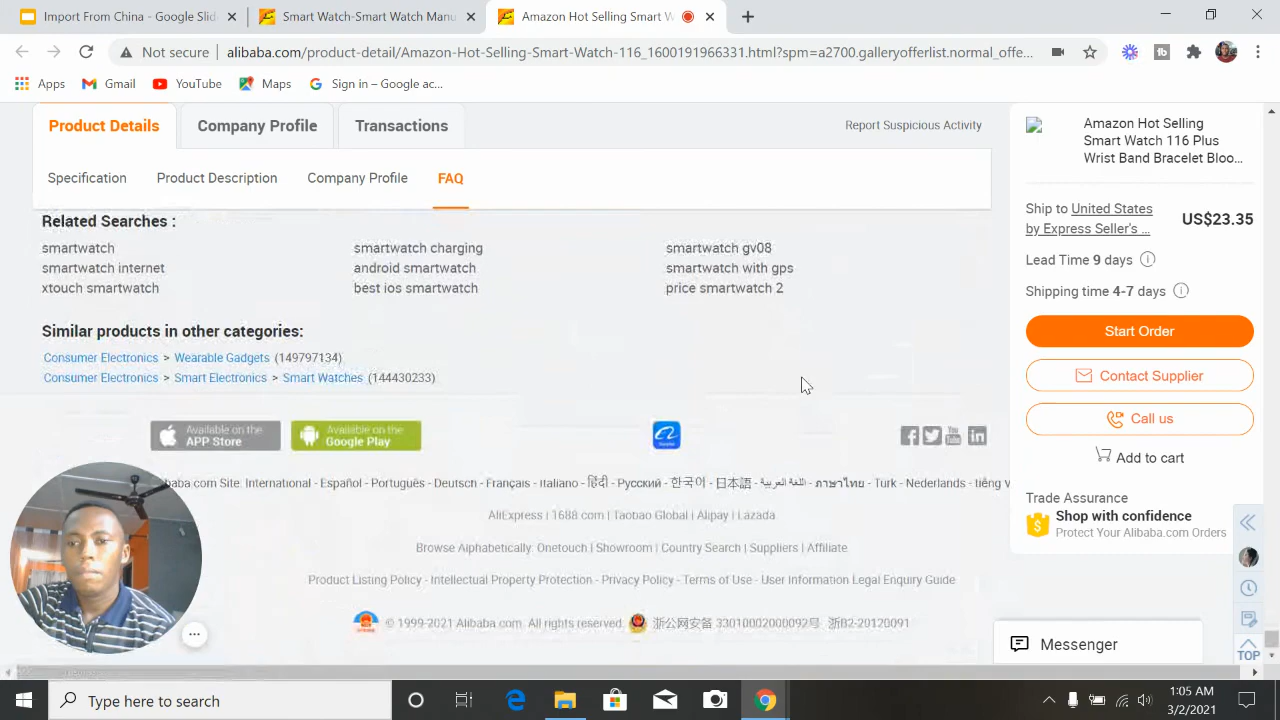 Import From China - Google Slid
Smart Watch-Smart Watch Manu
Amazon Hot Selling Smart W
Not secure
alibaba.com/product-detail/Amazon-Hot-Selling-Smart-Watch-116_1600191966331.html?spm=a2700.galleryofferlist.normal_offe...
Apps
Gmail
YouTube
Maps
Sign in – Google ac...
Product Details
Company Profile
Transactions
Report Suspicious Activity
Specification
Product Description
Company Profile
FAQ
Related Searches :
smartwatch
smartwatch charging
smartwatch gv08
smartwatch internet
android smartwatch
smartwatch with gps
xtouch smartwatch
best ios smartwatch
price smartwatch 2
Similar products in other categories:
Consumer Electronics > Wearable Gadgets (149797134)
Consumer Electronics > Smart Electronics > Smart Watches (144430233)
Available on the
APP Store
Available on the
Google Play
baba.com Site: International - Español - Português - Deutsch - Français - Italiano - हिंदी - Русский - 한국어 - 日本語 - اللغة العربية - ภาษาไทย - Türk - Nederlands - tiếng v
AliExpress | 1688.com | Taobao Global | Alipay | Lazada
Browse Alphabetically: Onetouch | Showroom | Country Search | Suppliers | Affiliate
Product Listing Policy - Intellectual Property Protection - Privacy Policy - Terms of Use - User Information Legal Enquiry Guide
© 1999-2021 Alibaba.com. All rights reserved.
浙公网安备 33010002000092号
浙B2-20120091
Amazon Hot Selling
Smart Watch 116 Plus
Wrist Band Bracelet Bloo...
Ship to United States
by Express Seller's ...
US$23.35
Lead Time 9 days
Shipping time 4-7 days
Start Order
Contact Supplier
Call us
Add to cart
Trade Assurance
Shop with confidence
Protect Your Alibaba.com Orders
TOP
Messenger
Type here to search
1:05 AM
3/2/2021